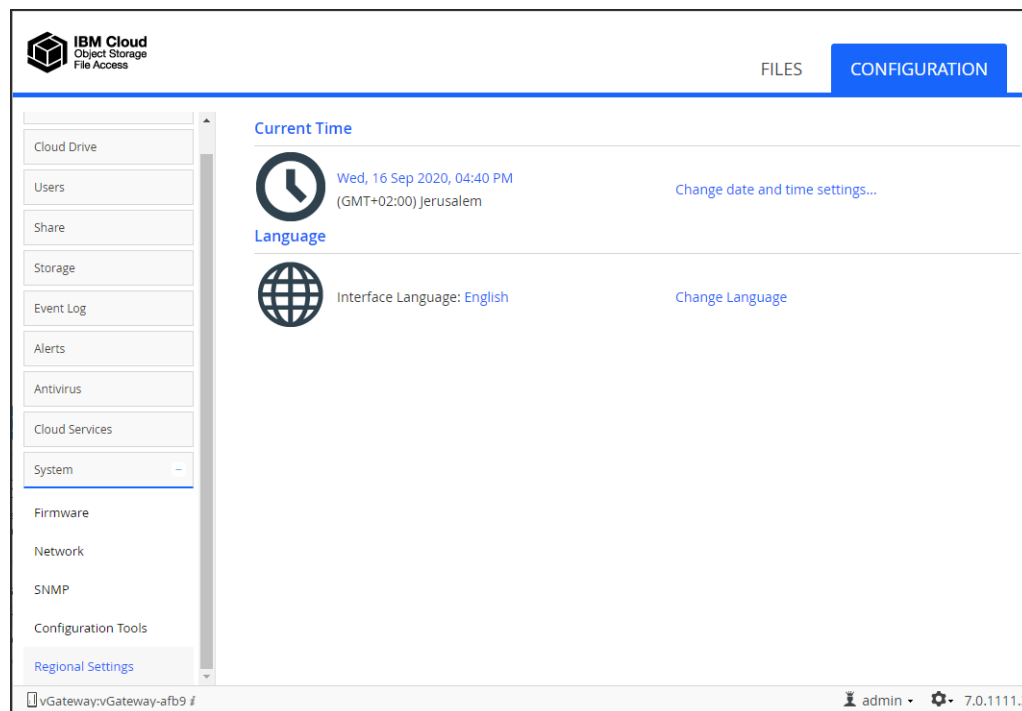 IBM Cloud
Object Storage
File Access
FILES
CONFIGURATION
Cloud Drive
Users
Share
Storage
Event Log
Alerts
Antivirus
Cloud Services
System
Firmware
Network
SNMP
Configuration Tools
Regional Settings
Current Time
Wed, 16 Sep 2020, 04:40 PM
(GMT+02:00) Jerusalem
Change date and time settings...
Language
Interface Language: English
Change Language
vGateway:vGateway-afb9
admin
7.0.1111.